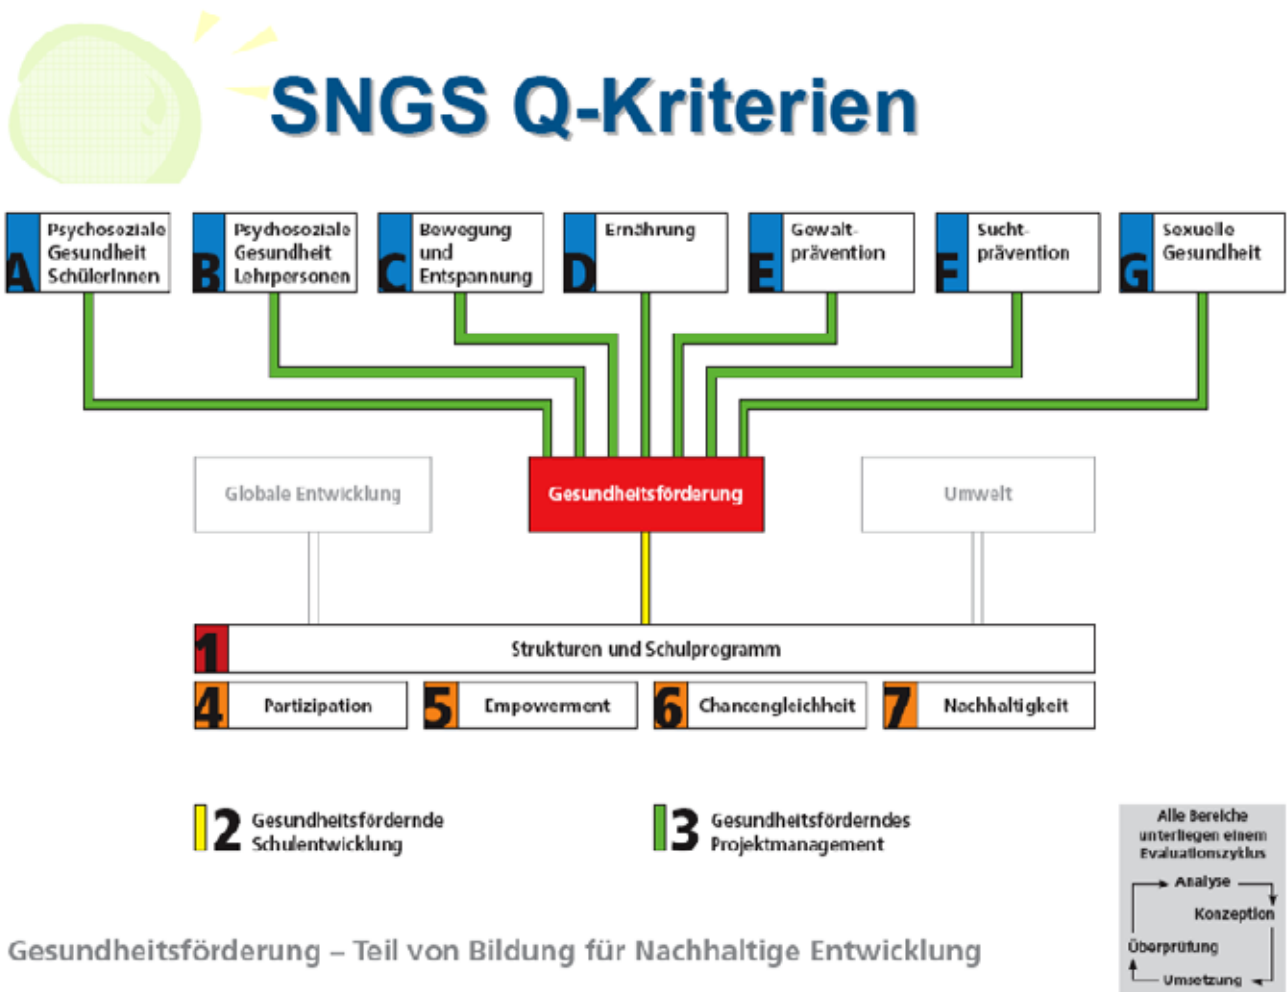 SNGS Q-Kriterien
A
Psychosoziale
Gesundheit
SchülerInnen
B
Psychosoziale
Gesundheit
Lehrpersonen
C
Bewegung
und
Entspannung
D
Ernährung
E
Gewalt-
prävention
F
Sucht-
prävention
G
Sexuelle
Gesundheit
Globale Entwicklung
Gesundheitsförderung
Umwelt
1
Strukturen und Schulprogramm
4
Partizipation
5
Empowerment
6
Chancengleichheit
7
Nachhaltigkeit
2
Gesundheitsfördernde
Schulentwicklung
3
Gesundheitsförderndes
Projektmanagement
Alle Bereiche
unterliegen einem
Evaluationszyklus
Analyse
Konzeption
Überprüfung
Umsetzung
Gesundheitsförderung – Teil von Bildung für Nachhaltige Entwicklung